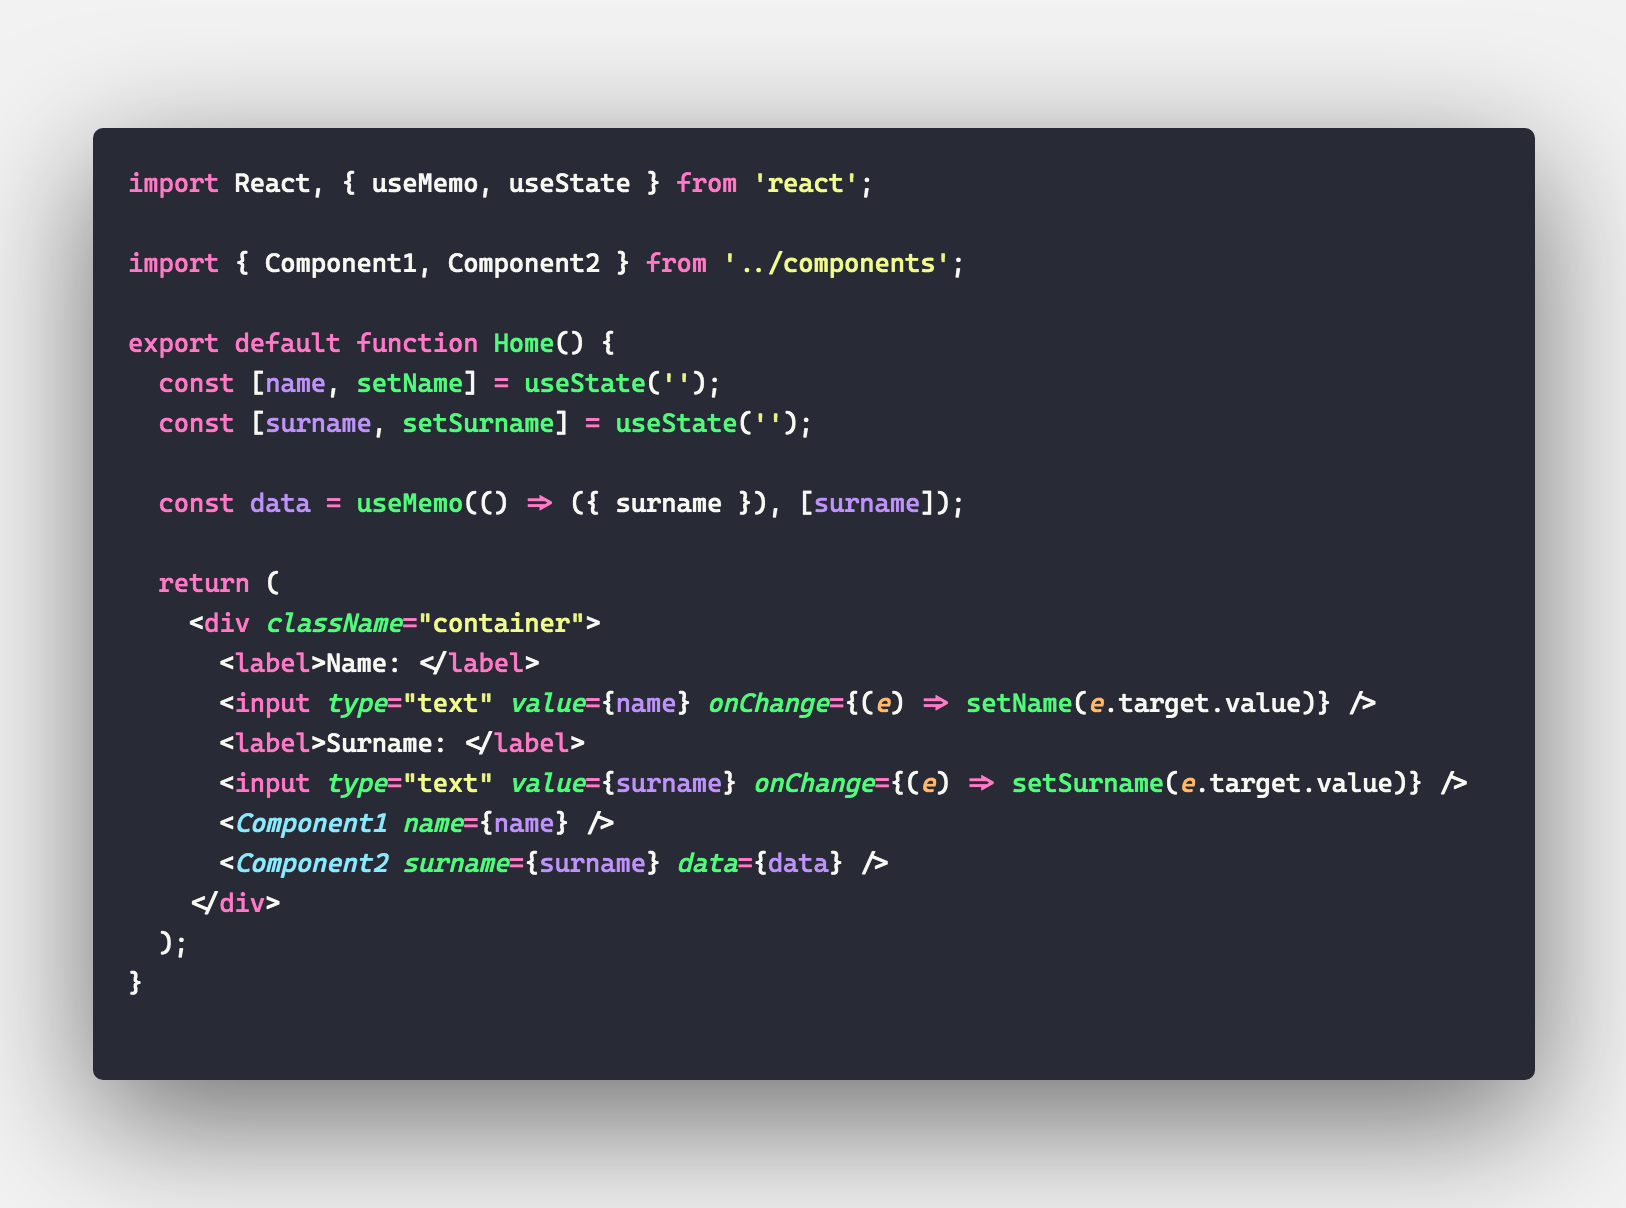 import React, { useMemo, useState } from 'react';
import { Component1, Component2 } from '../components';
export default function Home() {
  const [name, setName] = useState('');
  const [surname, setSurname] = useState('');
  const data = useMemo(() => ({ surname }), [surname]);
  return (
    <div className="container">
      <label>Name: </label>
      <input type="text" value={name} onChange={(e) => setName(e.target.value)} />
      <label>Surname: </label>
      <input type="text" value={surname} onChange={(e) => setSurname(e.target.value)} />
      <Component1 name={name} />
      <Component2 surname={surname} data={data} />
    </div>
  );
}